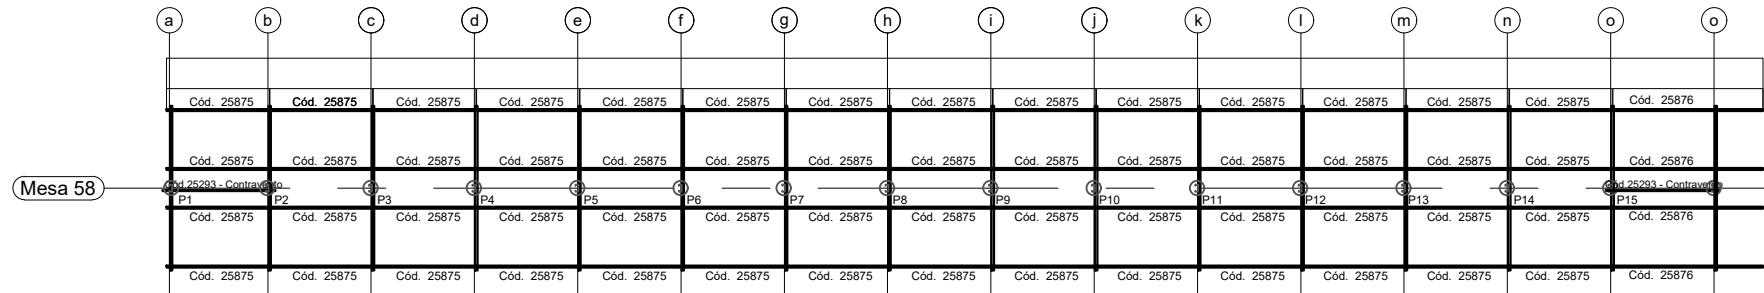 a b c d e f g h i j k l m n o o
Cód. 25875 Cód. 25875 Cód. 25875 Cód. 25875 Cód. 25875 Cód. 25875 Cód. 25875 Cód. 25875 Cód. 25875 Cód. 25875 Cód. 25875 Cód. 25875 Cód. 25875 Cód. 25875 Cód. 25876
Cód. 25875 Cód. 25875 Cód. 25875 Cód. 25875 Cód. 25875 Cód. 25875 Cód. 25875 Cód. 25875 Cód. 25875 Cód. 25875 Cód. 25875 Cód. 25875 Cód. 25875 Cód. 25875 Cód. 25876
Mesa 58 Cód.25293 - Contravento Cód.25293 - Contravento
P1 P2 P3 P4 P5 P6 P7 P8 P9 P10 P11 P12 P13 P14 P15
Cód. 25875 Cód. 25875 Cód. 25875 Cód. 25875 Cód. 25875 Cód. 25875 Cód. 25875 Cód. 25875 Cód. 25875 Cód. 25875 Cód. 25875 Cód. 25875 Cód. 25875 Cód. 25875 Cód. 25876
Cód. 25875 Cód. 25875 Cód. 25875 Cód. 25875 Cód. 25875 Cód. 25875 Cód. 25875 Cód. 25875 Cód. 25875 Cód. 25875 Cód. 25875 Cód. 25875 Cód. 25875 Cód. 25875 Cód. 25876